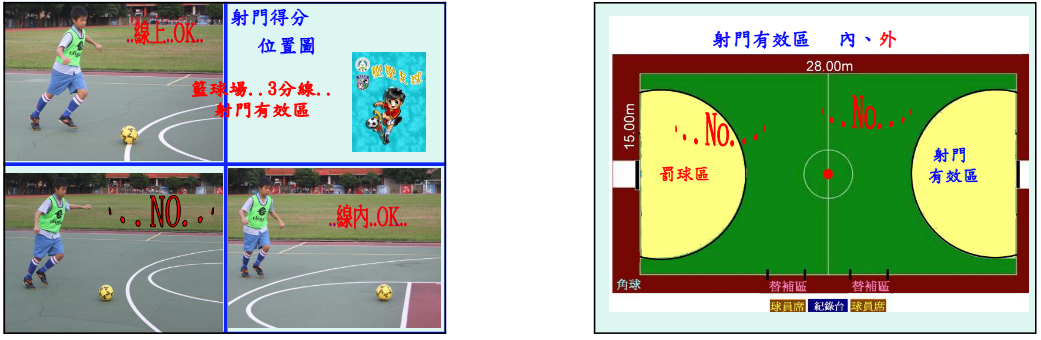 ..線上..OK..
射門得分
位置圖
籃球場..3分線..
射門有效區
..NO..
..線內..OK..
射門有效區 內、外
28.00m
15.00m
..No..
..No..
罰球區
射門
有效區
角球
替補區
替補區
球員席
紀錄台
球員席